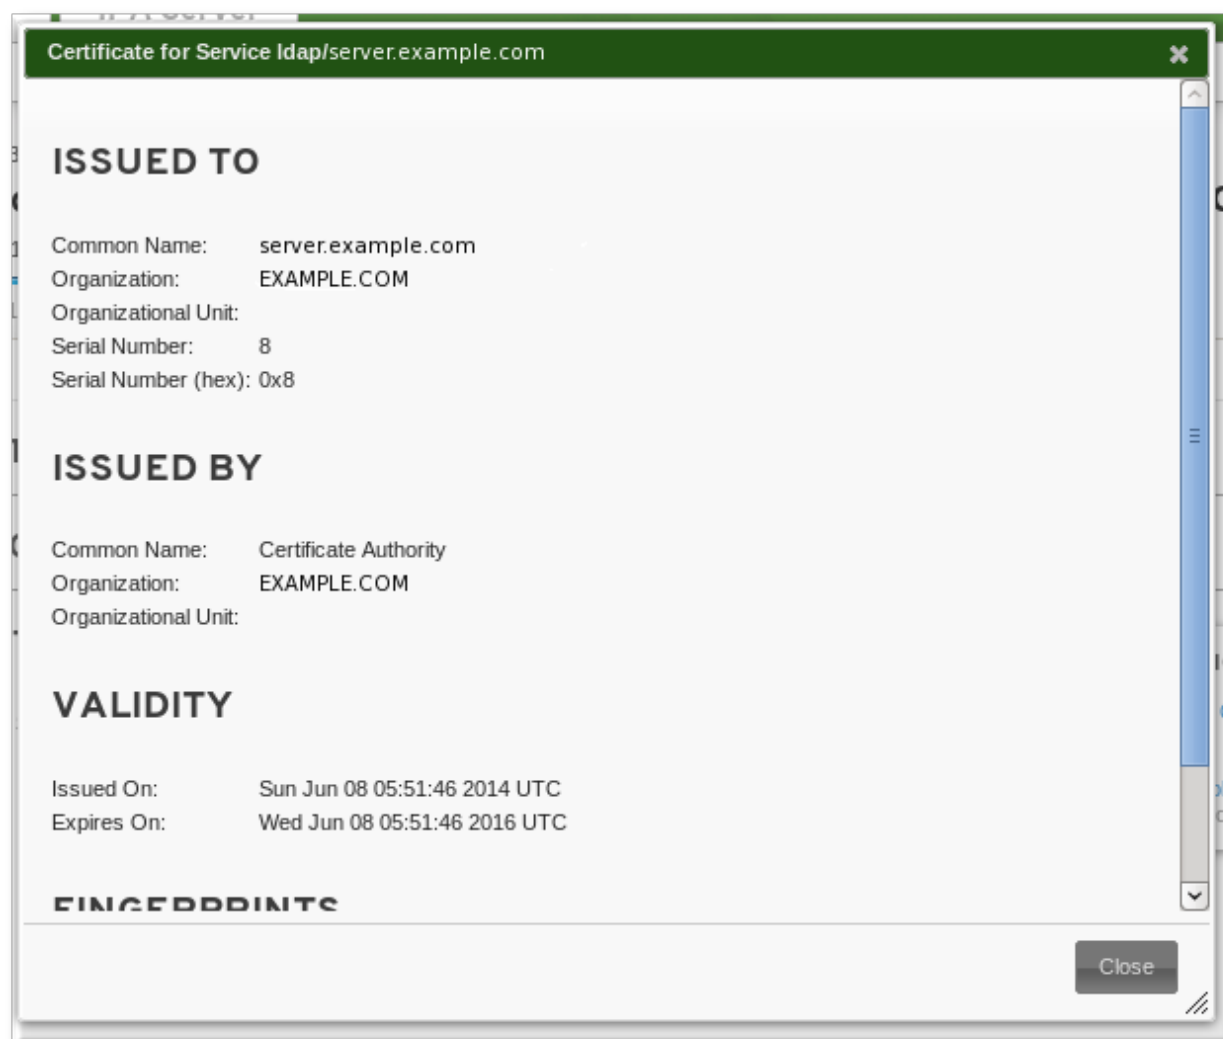 IPA Server
Certificate for Service ldap/server.example.com
ISSUED TO
Common Name: server.example.com
Organization: EXAMPLE.COM
Organizational Unit:
Serial Number: 8
Serial Number (hex): 0x8
ISSUED BY
Common Name: Certificate Authority
Organization: EXAMPLE.COM
Organizational Unit:
VALIDITY
Issued On: Sun Jun 08 05:51:46 2014 UTC
Expires On: Wed Jun 08 05:51:46 2016 UTC
FINGERPRINTS
Close